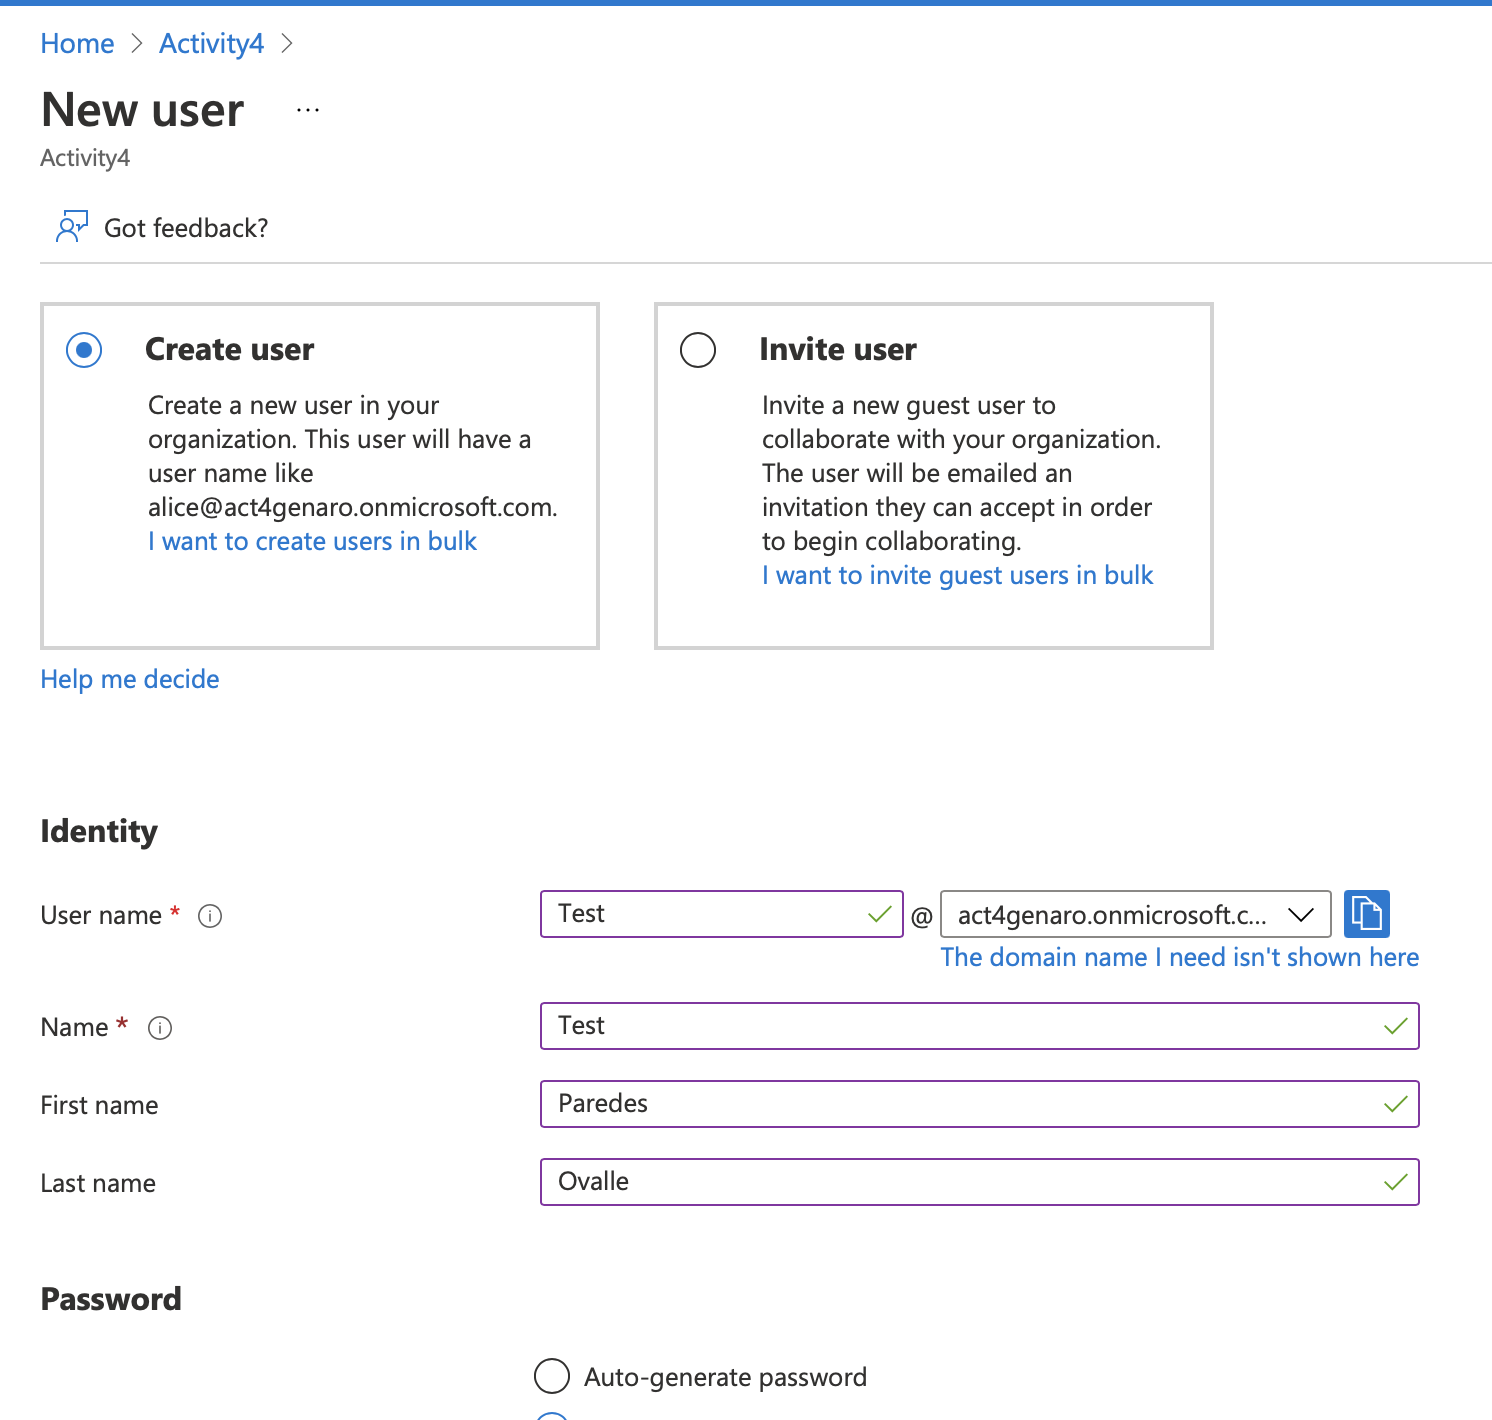 Home > Activity4 >
New user ...
Activity4
Got feedback?
Create user
Create a new user in your
organization. This user will have a
user name like
alice@act4genaro.onmicrosoft.com.
I want to create users in bulk
Invite user
Invite a new guest user to
collaborate with your organization.
The user will be emailed an
invitation they can accept in order
to begin collaborating.
I want to invite guest users in bulk
Help me decide
Identity
User name * Test @ act4genaro.onmicrosoft.c...
The domain name I need isn't shown here
Name * Test
First name Paredes
Last name Ovalle
Password
Auto-generate password